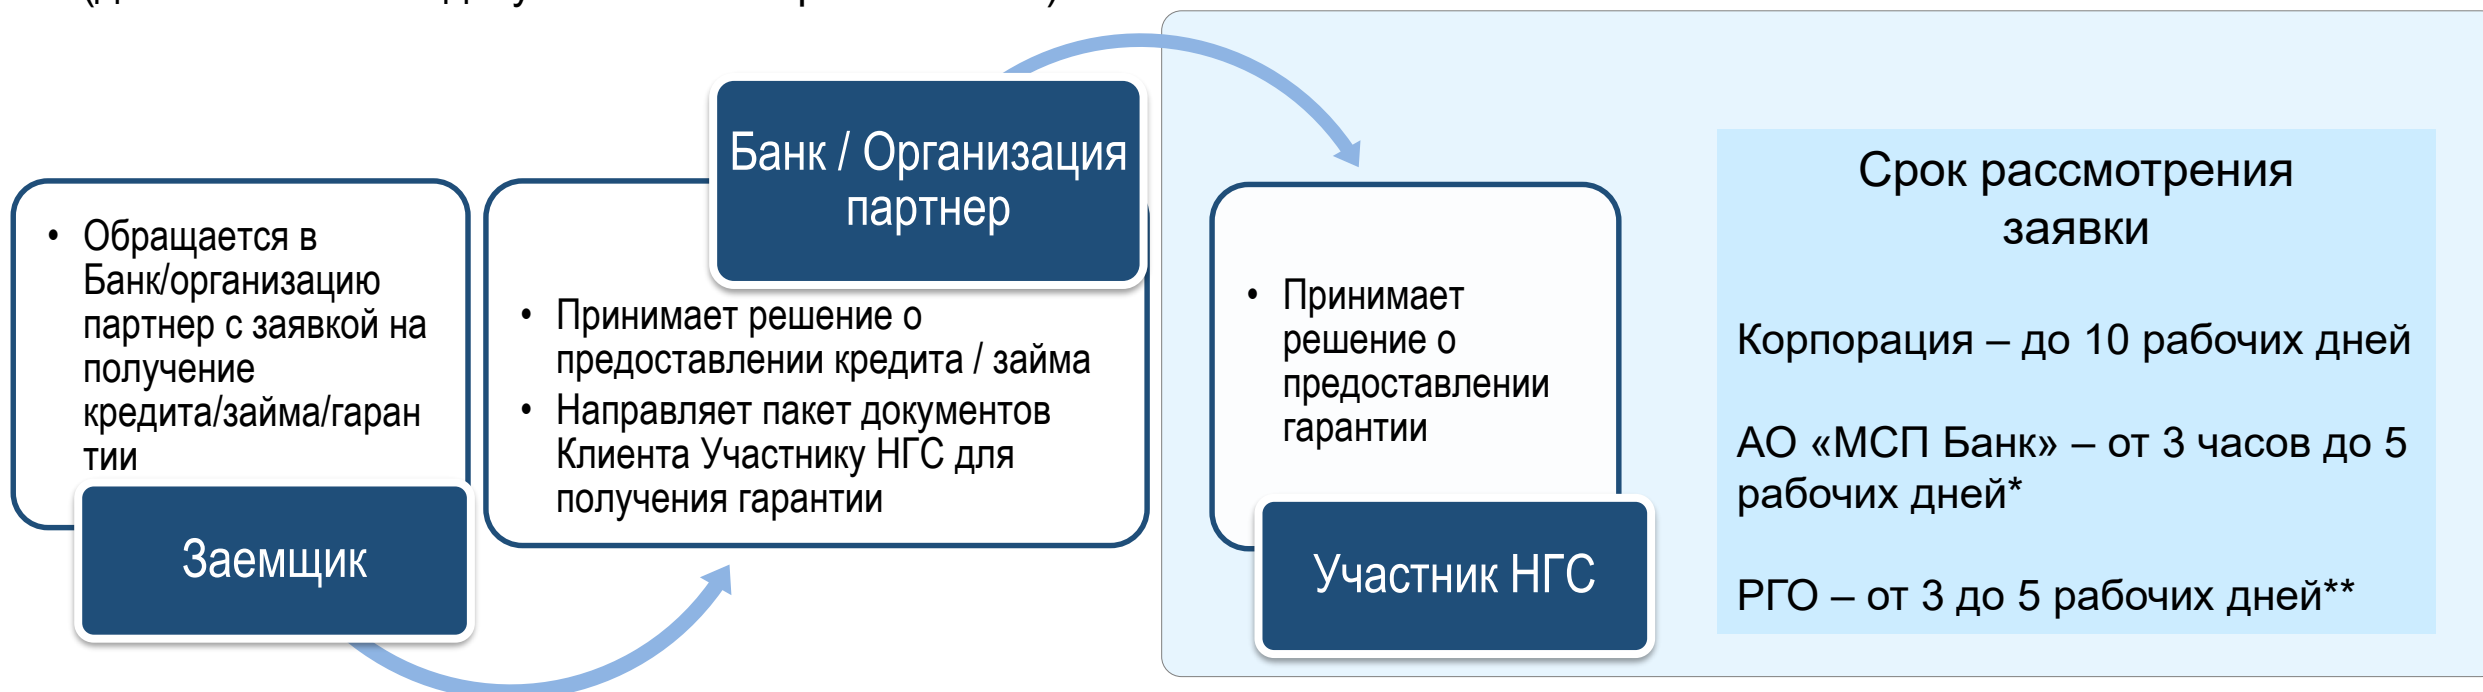 Обращается в
Банк/организацию
партнер с заявкой на
получение
кредита/займа/гаран
тии
Заемщик
Банк / Организация
партнер
• Принимает решение о
предоставлении кредита / займа
• Направляет пакет документов
Клиента Участнику НГС для
получения гарантии
• Принимает
решение о
предоставлении
гарантии
Участник НГС
Срок рассмотрения
заявки
Корпорация – до 10 рабочих дней
АО «МСП Банк» – от 3 часов до 5
рабочих дней*
РГО – от 3 до 5 рабочих дней**